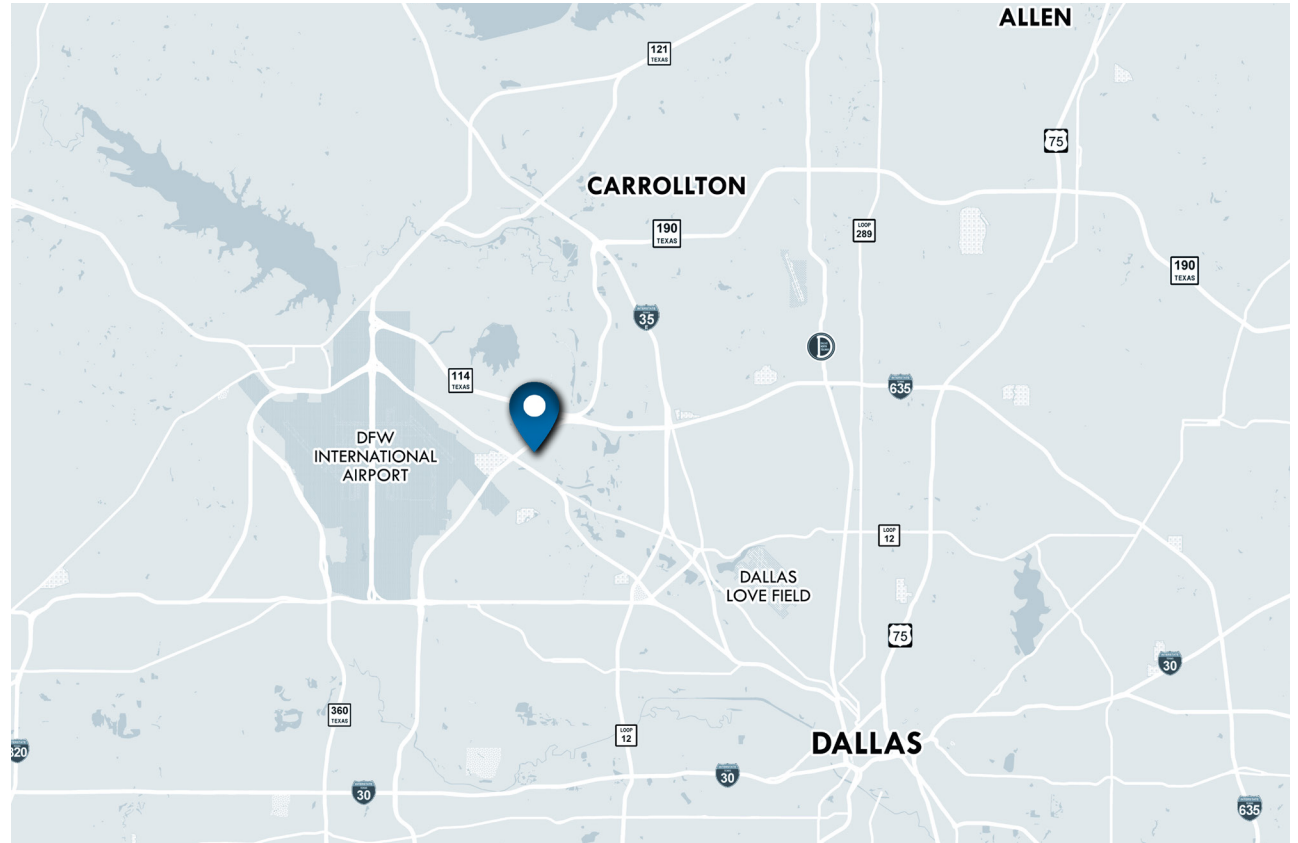 ALLEN
121
TEXAS
75
CARROLLTON
190
TEXAS
LOOP
289
190
TEXAS
35
E
114
TEXAS
635
DFW
INTERNATIONAL
AIRPORT
LOOP
12
DALLAS
LOVE FIELD
75
30
360
TEXAS
LOOP
12
DALLAS
820
30
30
635